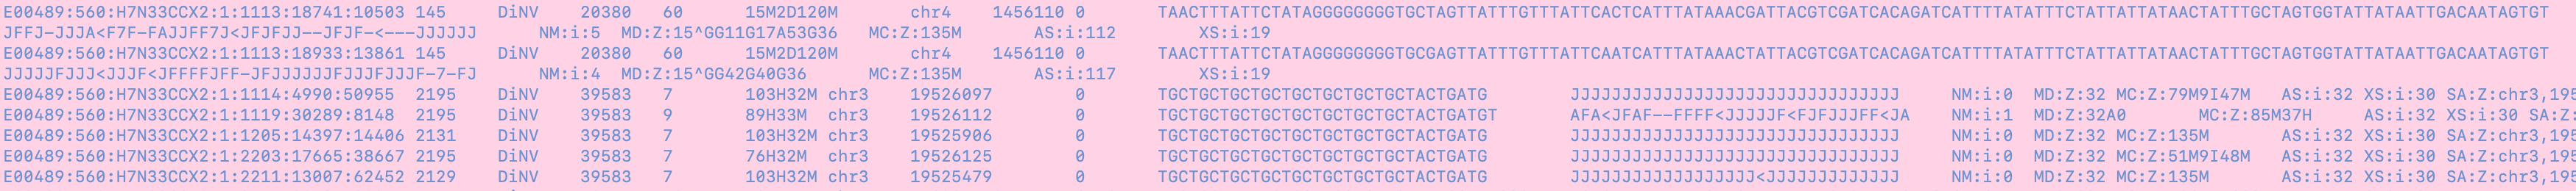 E00489:560:H7N33CCX2:1:1113:18741:10503 145 DiNV 20380 60 15M2D120M chr4 1456110 0 TAACTTTATTCTATAGGGGGGGGTGCTAGTTATTTGTTTATTCACTCATTTATAAACGATTACGTCGATCACAGATCATTTTATATTTCTATTATTATAACTATTTGCTAGTGGTATTATAATTGACAATAGTGT
JFFJ-JJJA<F7F-FAJJFF7J<JFJFJJ--JFJF-<---JJJJJJ NM:i:5 MD:Z:15^GG11G17A53G36 MC:Z:135M AS:i:112 XS:i:19
E00489:560:H7N33CCX2:1:1113:18933:13861 145 DiNV 20380 60 15M2D120M chr4 1456110 0 TAACTTTATTCTATAGGGGGGGGTGCGAGTTATTTGTTTATTCAATCATTTATAAACTATTACGTCGATCACAGATCATTTTATATTTCTATTATTATAACTATTTGCTAGTGGTATTATAATTGACAATAGTGT
JJJJJFJJJ<JJJF<JFFFFJFF-JFJJJJJJFJJJFJJJF-7-FJ NM:i:4 MD:Z:15^GG42G40G36 MC:Z:135M AS:i:117 XS:i:19
E00489:560:H7N33CCX2:1:1114:4990:50955 2195 DiNV 39583 7 103H32M chr3 19526097 0 TGCTGCTGCTGCTGCTGCTGCTGCTACTGATG JJJJJJJJJJJJJJJJJJJJJJJJJJJJJJJJ NM:i:0 MD:Z:32 MC:Z:79M9I47M AS:i:32 XS:i:30 SA:Z:chr3,195
E00489:560:H7N33CCX2:1:1119:30289:8148 2195 DiNV 39583 9 89H33M chr3 19526112 0 TGCTGCTGCTGCTGCTGCTGCTGCTACTGATGT AFA<JFAF--FFFF<JJJJJF<FJFJJJFF<JA NM:i:1 MD:Z:32A0 MC:Z:85M37H AS:i:32 XS:i:30 SA:Z:
E00489:560:H7N33CCX2:1:1205:14397:14406 2131 DiNV 39583 7 103H32M chr3 19525906 0 TGCTGCTGCTGCTGCTGCTGCTGCTACTGATG JJJJJJJJJJJJJJJJJJJJJJJJJJJJJJJJ NM:i:0 MD:Z:32 MC:Z:135M AS:i:32 XS:i:30 SA:Z:chr3,195
E00489:560:H7N33CCX2:1:2203:17665:38667 2195 DiNV 39583 7 76H32M chr3 19526125 0 TGCTGCTGCTGCTGCTGCTGCTGCTACTGATG JJJJJJJJJJJJJJJJJJJJJJJJJJJJJJJJ NM:i:0 MD:Z:32 MC:Z:51M9I48M AS:i:32 XS:i:30 SA:Z:chr3,195
E00489:560:H7N33CCX2:1:2211:13007:62452 2129 DiNV 39583 7 103H32M chr3 19525479 0 TGCTGCTGCTGCTGCTGCTGCTGCTACTGATG JJJJJJJJJJJJJJJJJJ<JJJJJJJJJJJJJ NM:i:0 MD:Z:32 MC:Z:135M AS:i:32 XS:i:30 SA:Z:chr3,195